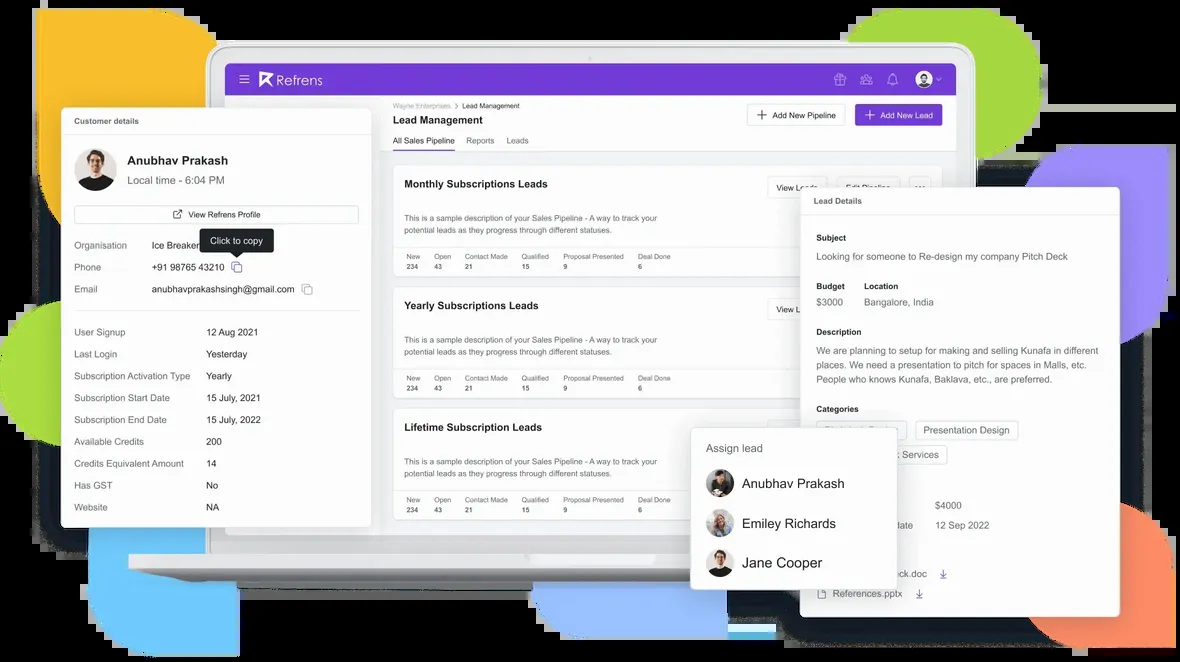 Refrens
Wayne Enterprises > Lead Management
Lead Management
Add New Pipeline
Add New Lead
All Sales Pipeline
Reports
Leads
Customer details
Anubhav Prakash
Local time - 6:04 PM
View Refrens Profile
Organisation Ice Breaker
Click to copy
Phone +91 98765 43210
Email anubhavprakashsingh@gmail.com
User Signup 12 Aug 2021
Last Login Yesterday
Subscription Activation Type Yearly
Subscription Start Date 15 July, 2021
Subscription End Date 15 July, 2022
Available Credits 200
Credits Equivalent Amount 14
Has GST No
Website NA
Monthly Subscriptions Leads
View Leads
Edit Pipeline
This is a sample description of your Sales Pipeline - A way to track your
potential leads as they progress through different statuses.
New Open Contact Made Qualified Proposal Presented Deal Done
234 43 21 15 9 6
Yearly Subscriptions Leads
View L
This is a sample description of your Sales Pipeline - A way to track your
potential leads as they progress through different statuses.
New Open Contact Made Qualified Proposal Presented Deal Done
234 43 21 15 9 6
Lifetime Subscription Leads
This is a sample description of your Sales Pipeline - A way to track your
potential leads as they progress through different statuses.
New Open Contact Made Qualified Proposal Presented Deal Done
234 43 21 15 9 6
Lead Details
Subject
Looking for someone to Re-design my company Pitch Deck
Budget Location
$3000 Bangalore, India
Description
We are planning to setup for making and selling Kunafa in different
places. We need a presentation to pitch for spaces in Malls, etc.
People who knows Kunafa, Baklava, etc., are preferred.
Categories
Presentation Design
Services
$4000
12 Sep 2022
ck.doc
References.pptx
Assign lead
Anubhav Prakash
Emiley Richards
Jane Cooper